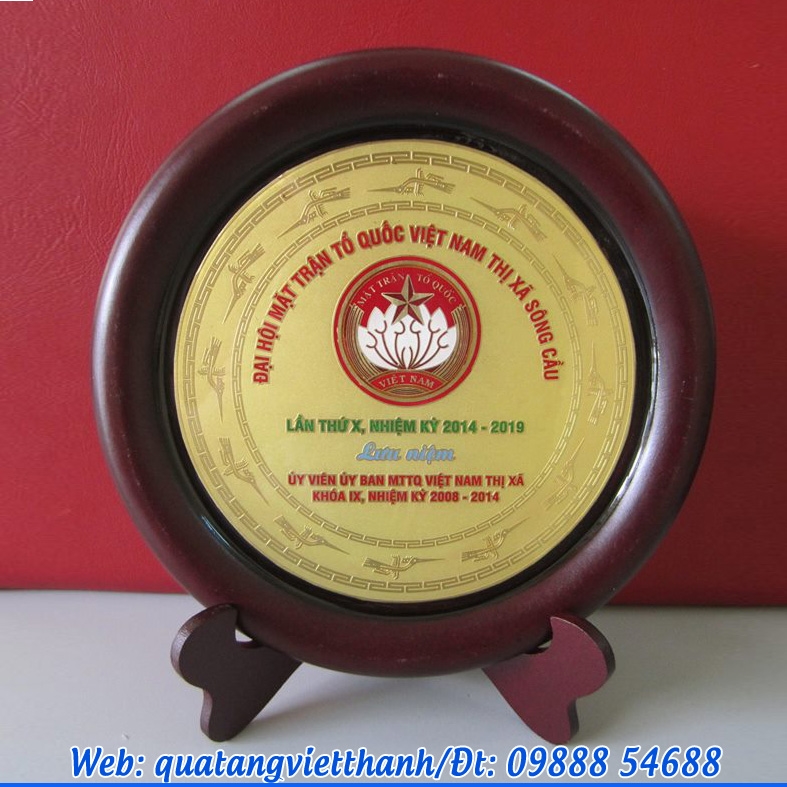 ĐẠI HỘI MẶT TRẬN TỔ QUỐC VIỆT NAM THỊ XÃ SÔNG CẦU
MẶT TRẬN TỔ QUỐC
VIỆT NAM
LẦN THỨ X, NHIỆM KỲ 2014 - 2019
Lưu niệm
ỦY VIÊN ỦY BAN MTTQ VIỆT NAM THỊ XÃ
KHÓA IX, NHIỆM KỲ 2008 - 2014
Web: quatangvietthanh/Đt: 09888 54688